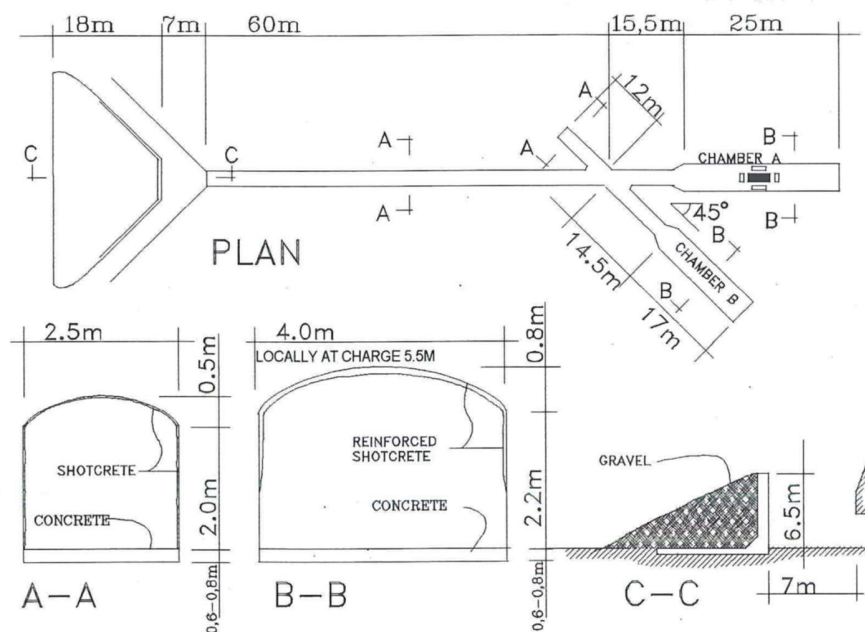 18m 7m 60m 15,5m 25m
A 12m
C C A A B
CHAMBER A
A B
45°
PLAN
14.5m
B
CHAMBER B
B
17m
2.5m
0.5m
SHOTCRETE
CONCRETE
2.0m
0,6-0,8m
A-A
4.0m
LOCALLY AT CHARGE 5.5M
0.8m
REINFORCED
SHOTCRETE
CONCRETE
2.2m
0,6-0,8m
B-B
GRAVEL
6.5m
7m
C-C